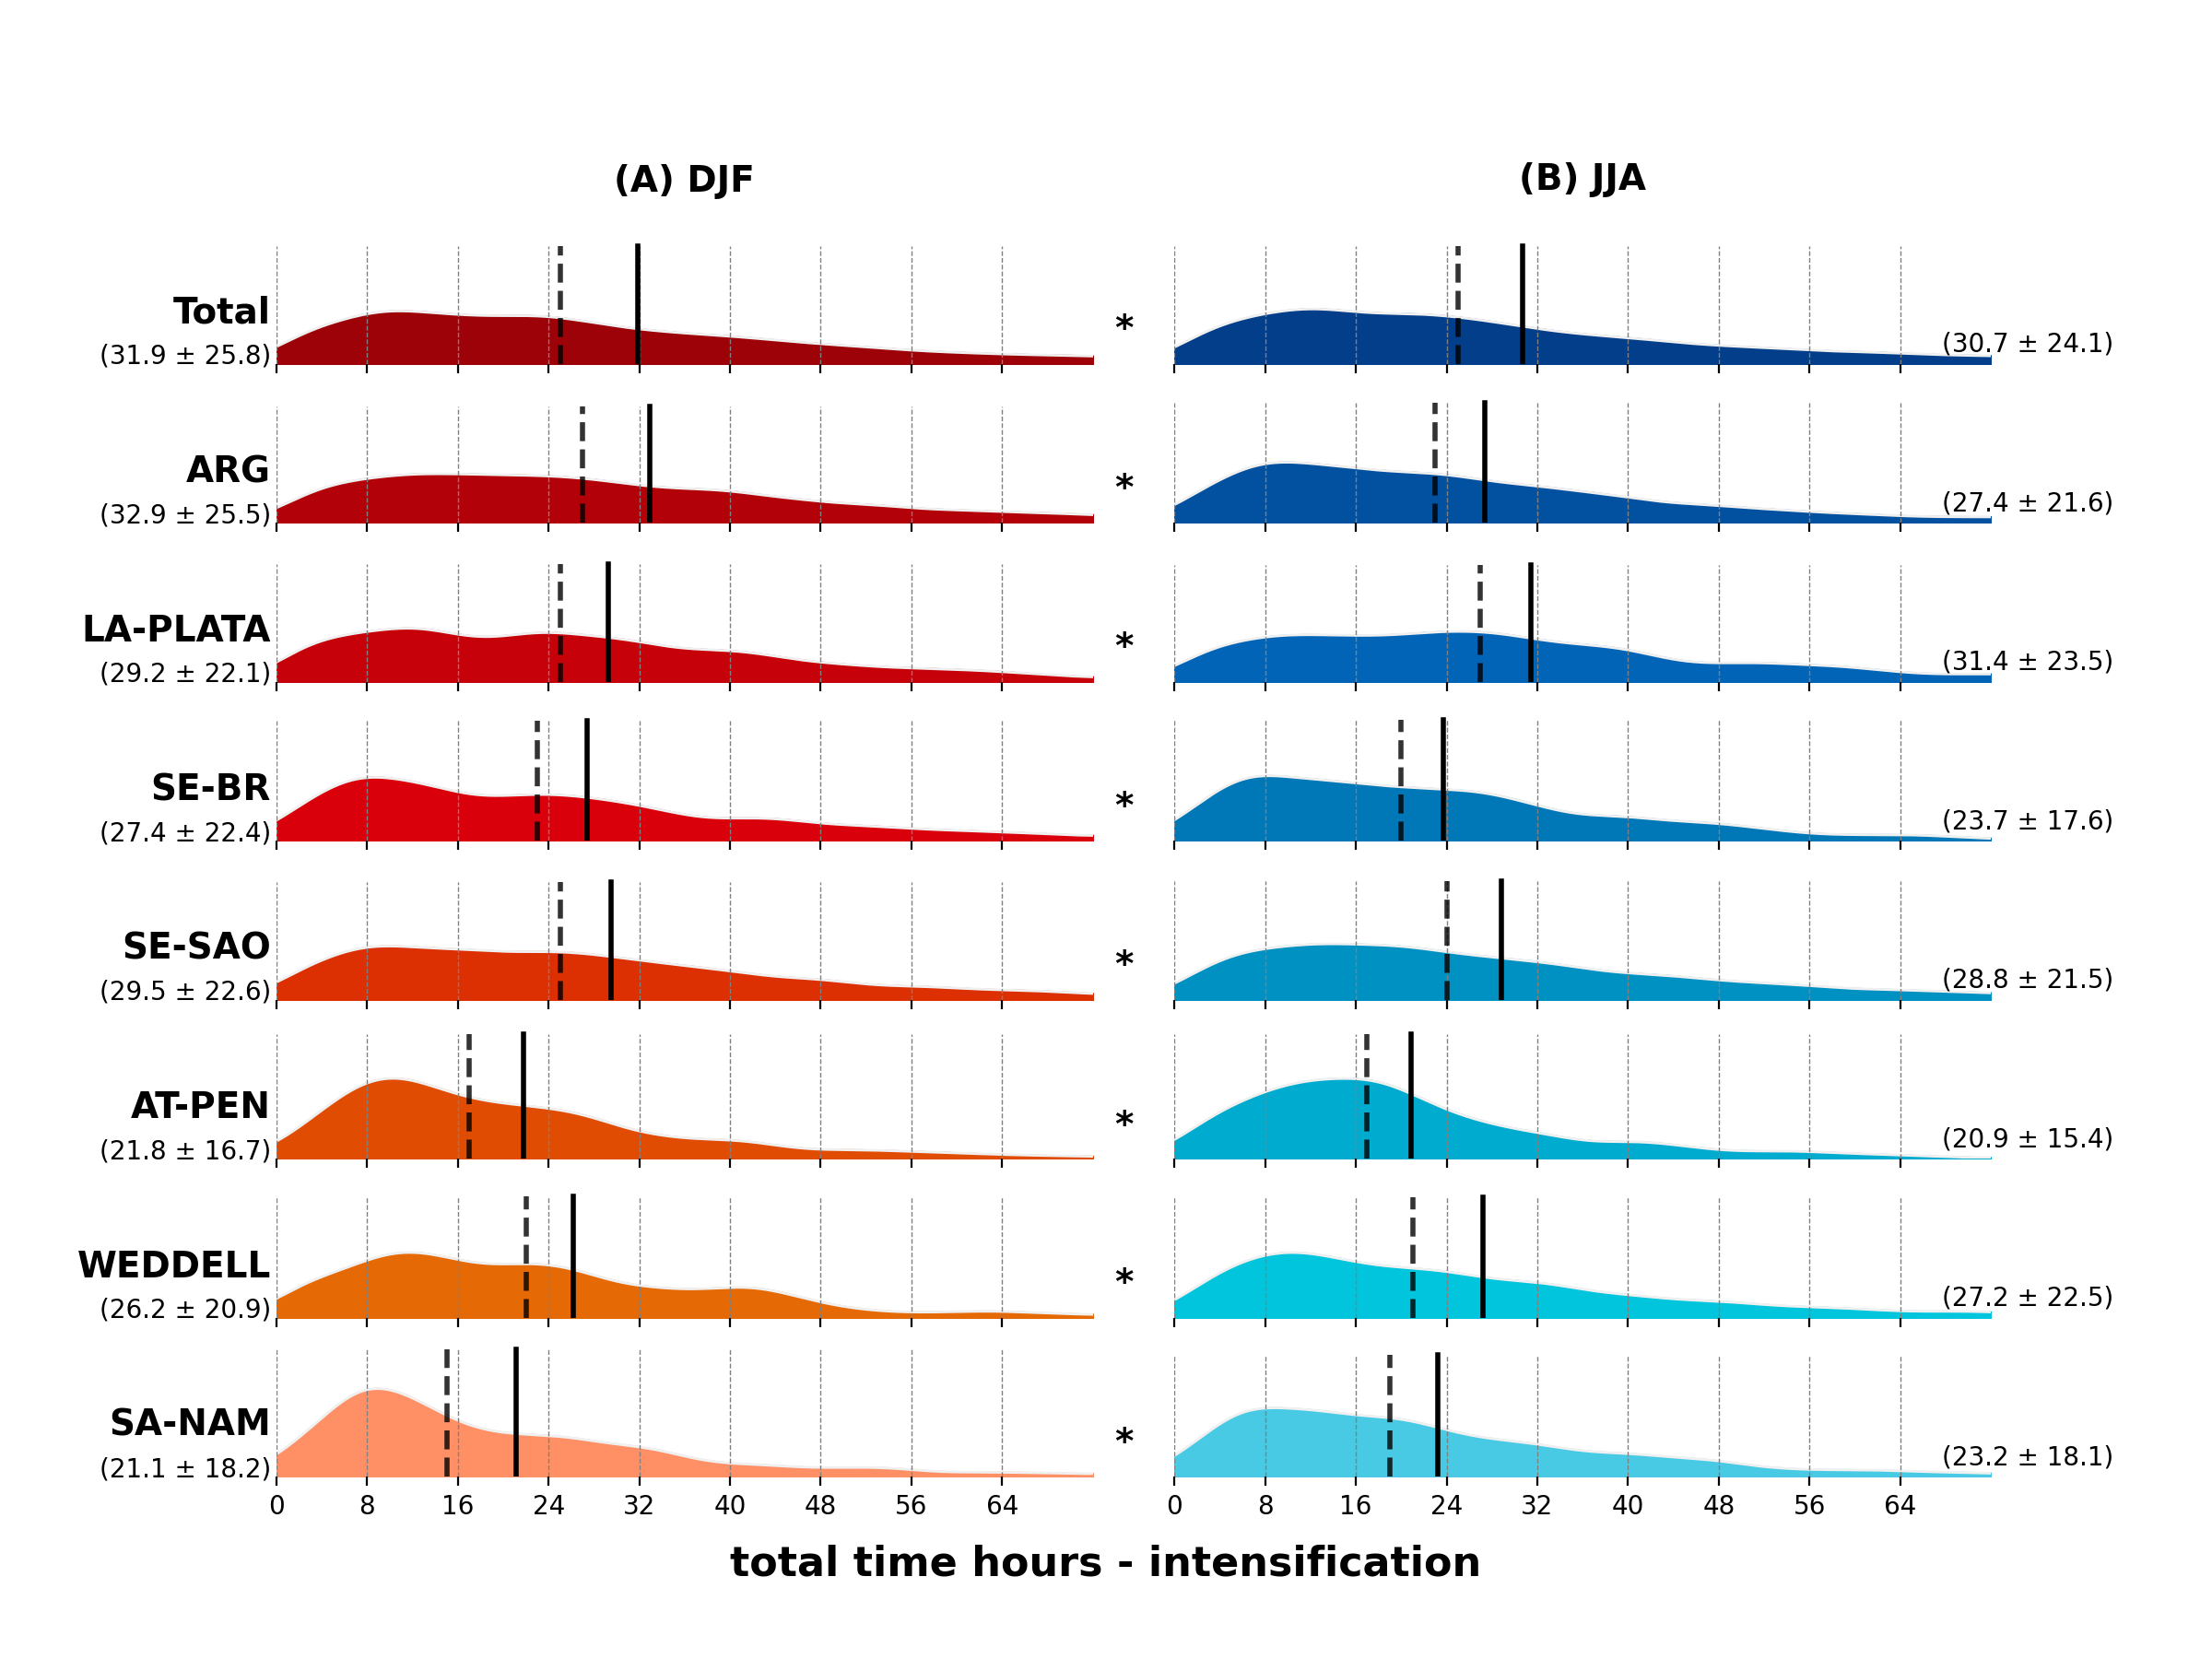 (A) DJF
(B) JJA
Total
(31.9 ± 25.8)
*
(30.7 ± 24.1)
ARG
(32.9 ± 25.5)
*
(27.4 ± 21.6)
LA-PLATA
(29.2 ± 22.1)
*
(31.4 ± 23.5)
SE-BR
(27.4 ± 22.4)
*
(23.7 ± 17.6)
SE-SAO
(29.5 ± 22.6)
*
(28.8 ± 21.5)
AT-PEN
(21.8 ± 16.7)
*
(20.9 ± 15.4)
WEDDELL
(26.2 ± 20.9)
*
(27.2 ± 22.5)
SA-NAM
(21.1 ± 18.2)
*
(23.2 ± 18.1)
0 8 16 24 32 40 48 56 64
0 8 16 24 32 40 48 56 64
total time hours - intensification